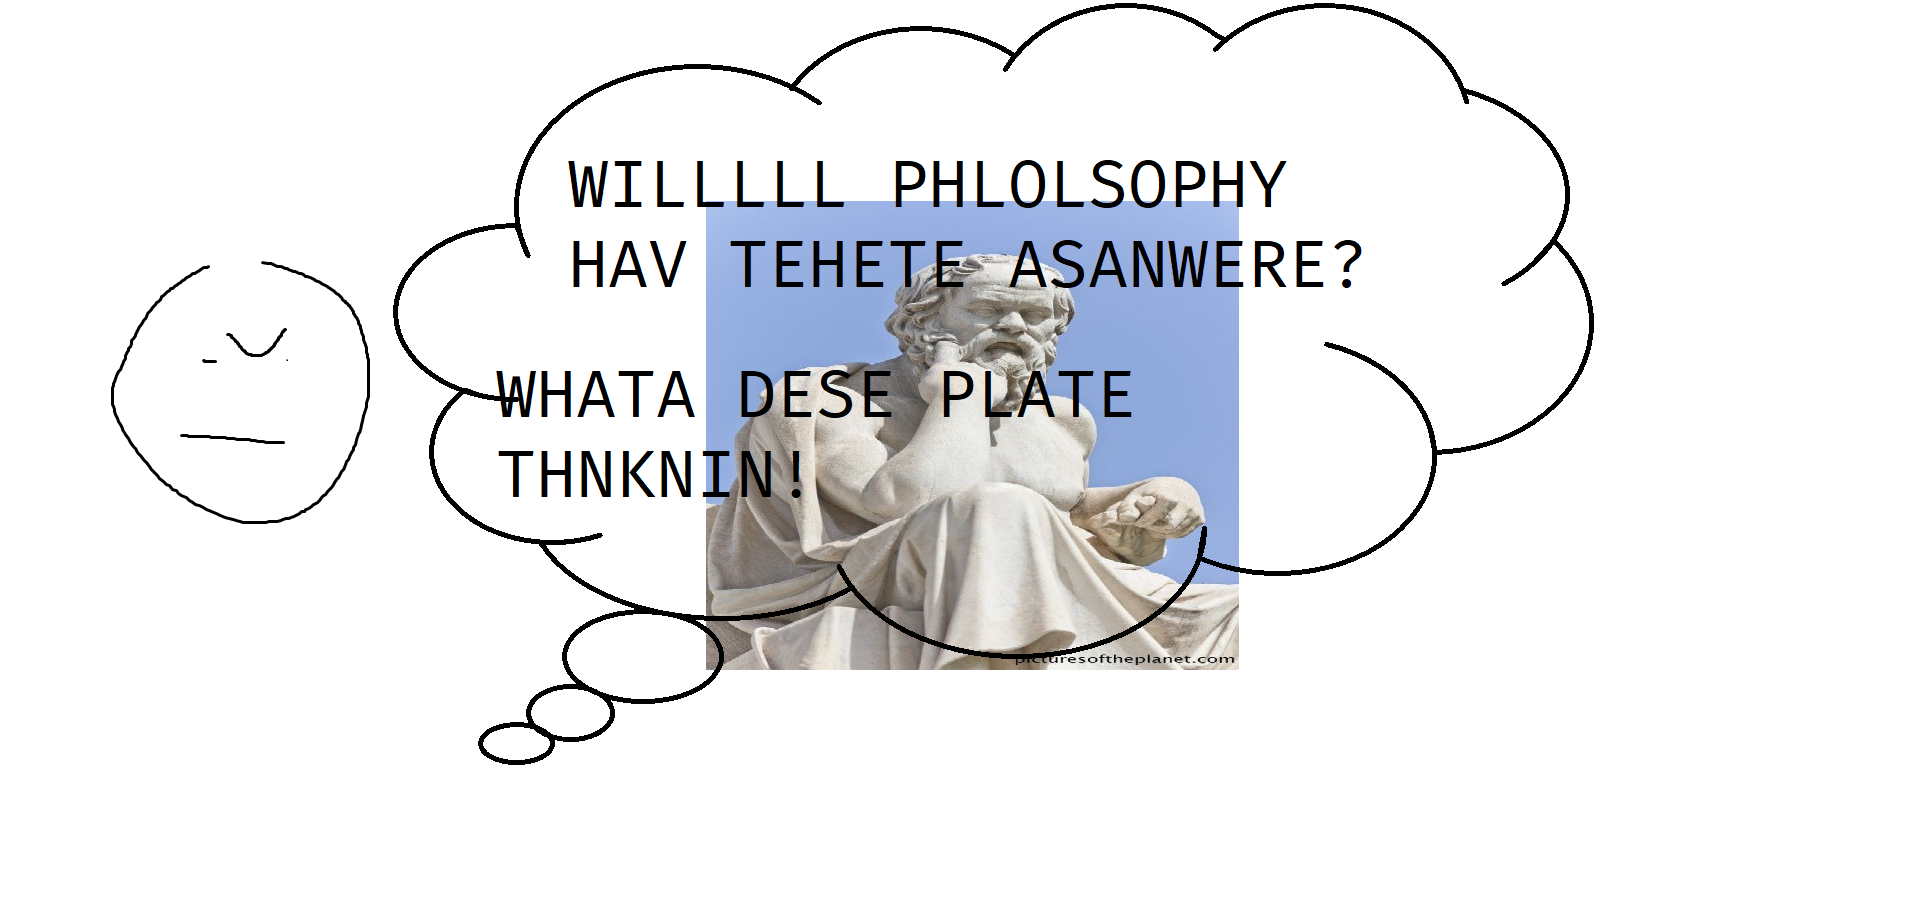 WILLLLL PHLOLSOPHY
HAV TEHETE ASANWERE?
WHATA DESE PLATE
THNKNIN!
picturesoftheplanet.com